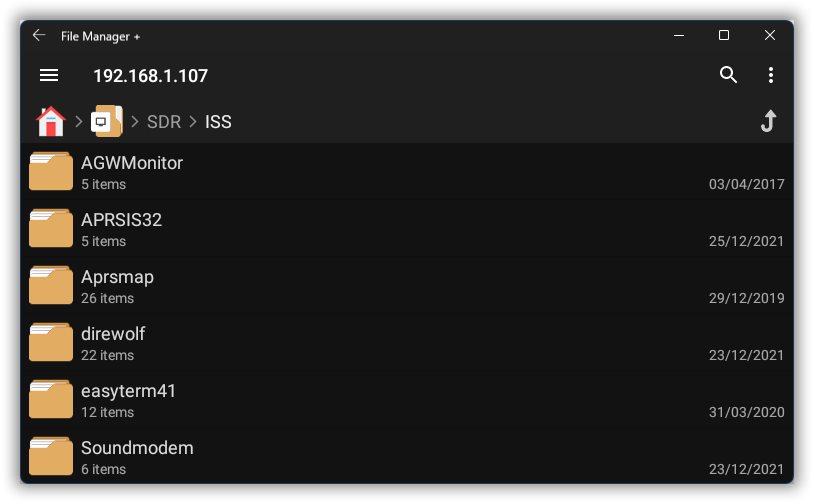 File Manager +
192.168.1.107
SDR ISS
AGWMonitor
5 items 03/04/2017
APRSIS32
5 items 25/12/2021
Aprsmap
26 items 29/12/2019
direwolf
22 items 23/12/2021
easyterm41
12 items 31/03/2020
Soundmodem
6 items 23/12/2021